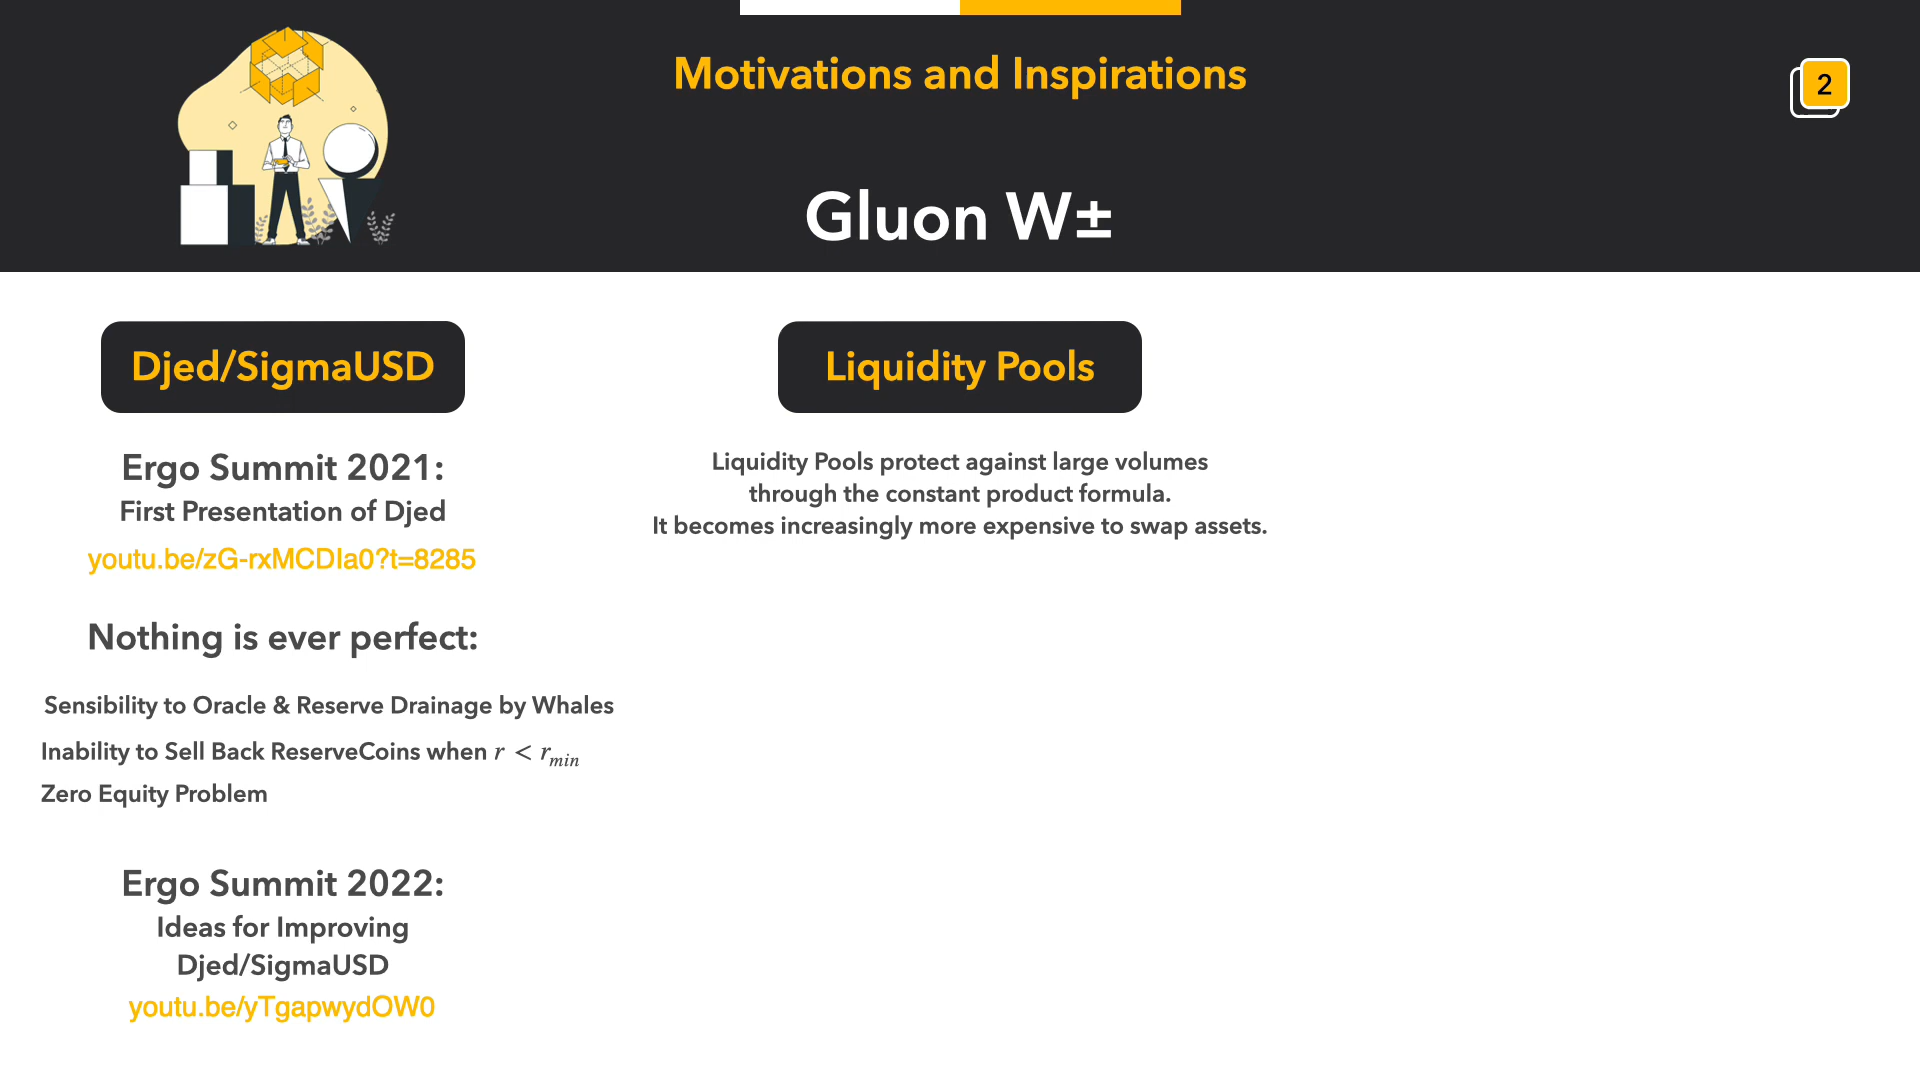 Motivations and Inspirations
2
Gluon W±
Djed/SigmaUSD
Ergo Summit 2021:
First Presentation of Djed
youtu.be/zG-rxMCDIa0?t=8285
Nothing is ever perfect:
Sensibility to Oracle & Reserve Drainage by Whales
Inability to Sell Back ReserveCoins when r < rmin
Zero Equity Problem
Ergo Summit 2022:
Ideas for Improving
Djed/SigmaUSD
youtu.be/yTgapwydOW0
Liquidity Pools
Liquidity Pools protect against large volumes
through the constant product formula.
It becomes increasingly more expensive to swap assets.